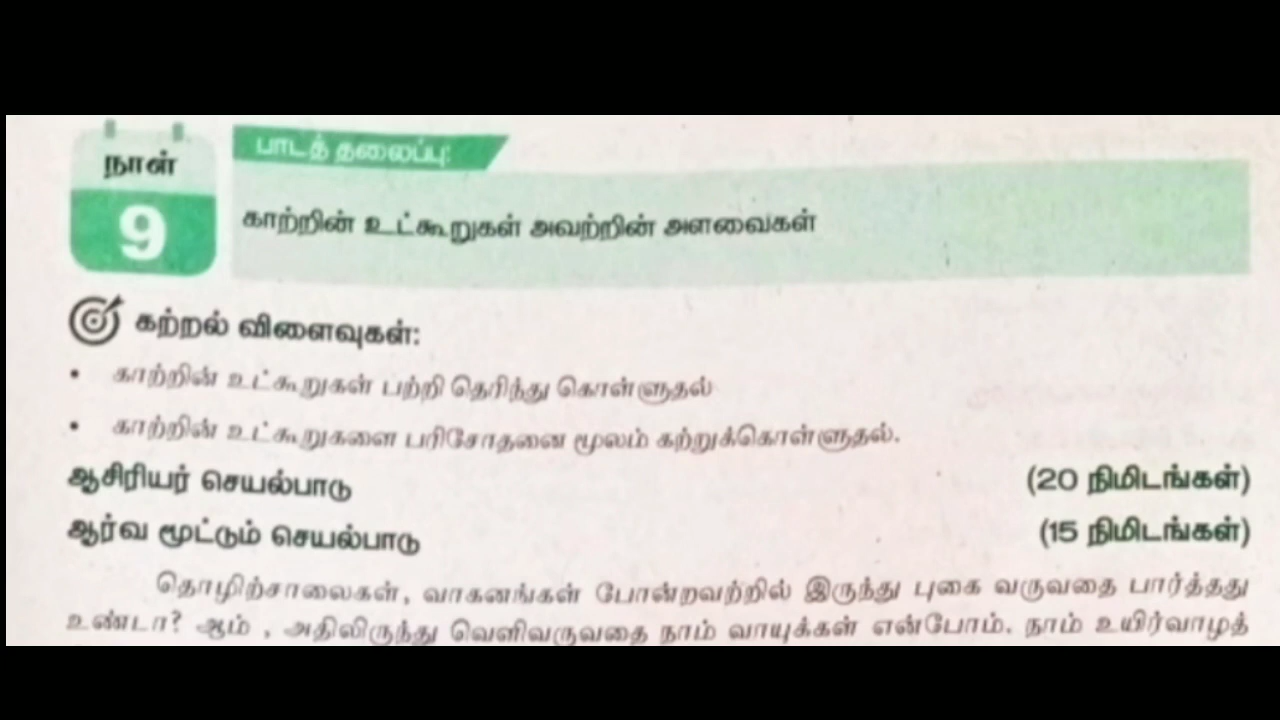 நாள்
9
பாடத் தலைப்பு:
காற்றின் உட்கூறுகள் அவற்றின் அளவைகள்
கற்றல் விளைவுகள்:
• காற்றின் உட்கூறுகள் பற்றி தெரிந்து கொள்ளுதல்
• காற்றின் உட்கூறுகளை பரிசோதனை மூலம் கற்றுக்கொள்ளுதல்.
ஆசிரியர் செயல்பாடு (20 நிமிடங்கள்)
ஆர்வ மூட்டும் செயல்பாடு (15 நிமிடங்கள்)
தொழிற்சாலைகள், வாகனங்கள் போன்றவற்றில் இருந்து புகை வருவதை பார்த்தது
உண்டா? ஆம் , அதிலிருந்து வெளிவருவதை நாம் வாயுக்கள் என்போம். நாம் உயிர்வாழத்